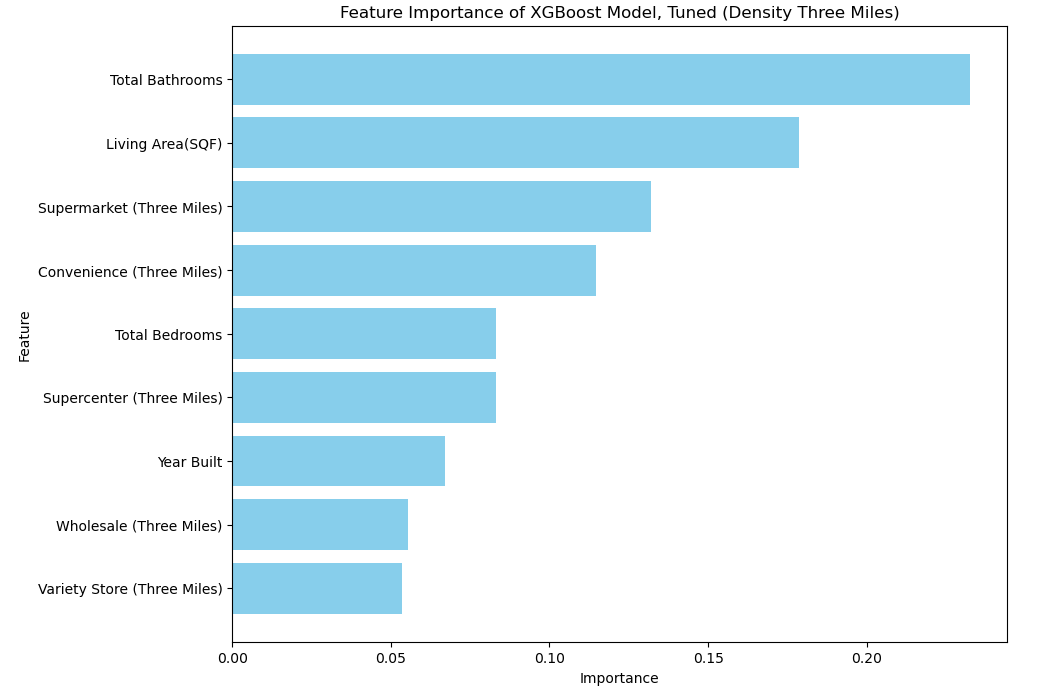 Feature Importance of XGBoost Model, Tuned (Density Three Miles)
Total Bathrooms
Living Area(SQF)
Supermarket (Three Miles)
Convenience (Three Miles)
Total Bedrooms
Supercenter (Three Miles)
Year Built
Wholesale (Three Miles)
Variety Store (Three Miles)
Feature
0.00 0.05 0.10 0.15 0.20
Importance